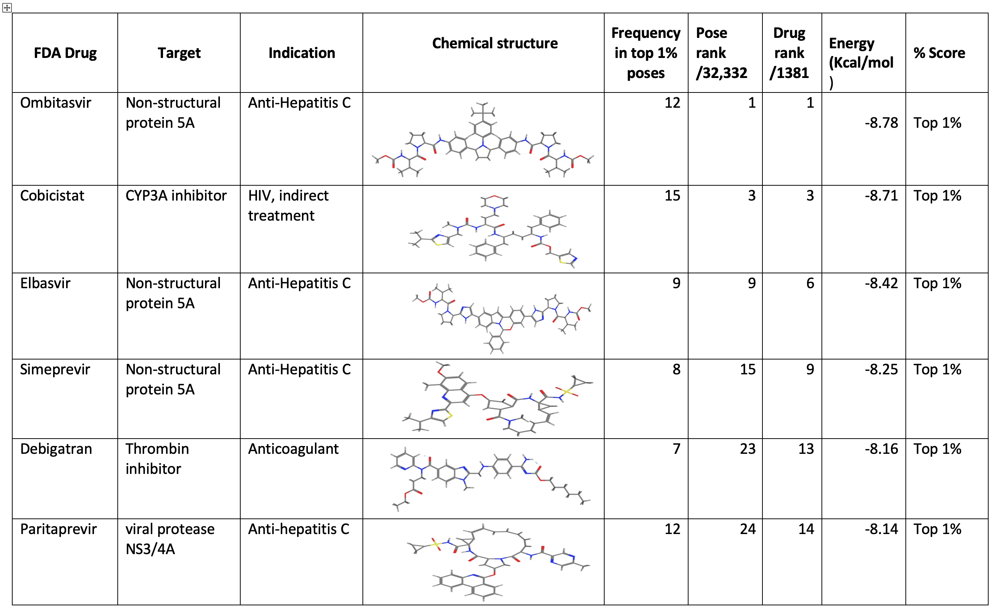 FDA Drug
Target
Indication
Chemical structure
Frequency
in top 1%
poses
Pose
rank
/32,332
Drug
rank
/1381
Energy
(Kcal/mol
)
% Score
Ombitasvir
Non-structural
protein 5A
Anti-Hepatitis C
12
1
1
-8.78
Top 1%
Cobicistat
CYP3A inhibitor
HIV, indirect
treatment
15
3
3
-8.71
Top 1%
Elbasvir
Non-structural
protein 5A
Anti-Hepatitis C
9
9
6
-8.42
Top 1%
Simeprevir
Non-structural
protein 5A
Anti-Hepatitis C
8
15
9
-8.25
Top 1%
Debigatran
Thrombin
inhibitor
Anticoagulant
7
23
13
-8.16
Top 1%
Paritaprevir
viral protease
NS3/4A
Anti-hepatitis C
12
24
14
-8.14
Top 1%